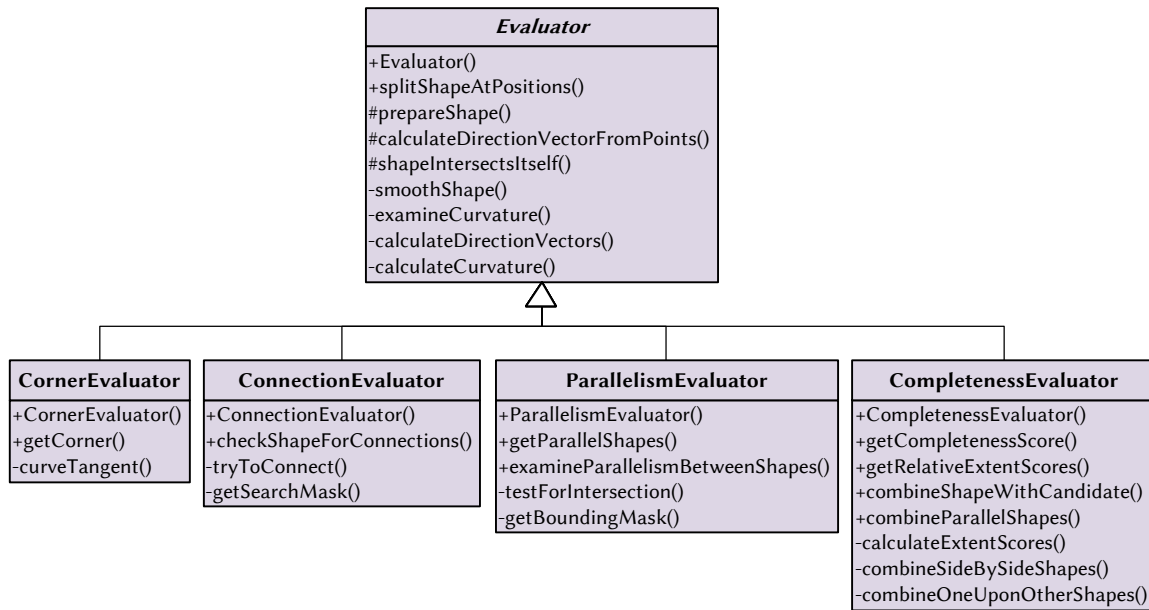 Evaluator
+Evaluator()
+splitShapeAtPositions()
#prepareShape()
#calculateDirectionVectorFromPoints()
#shapeIntersectsItself()
-smoothShape()
-examineCurvature()
-calculateDirectionVectors()
-calculateCurvature()
CornerEvaluator
+CornerEvaluator()
+getCorner()
-curveTangent()
ConnectionEvaluator
+ConnectionEvaluator()
+checkShapeForConnections()
-tryToConnect()
-getSearchMask()
ParallelismEvaluator
+ParallelismEvaluator()
+getParallelShapes()
+examineParallelismBetweenShapes()
-testForIntersection()
-getBoundingMask()
CompletenessEvaluator
+CompletenessEvaluator()
+getCompletenessScore()
+getRelativeExtentScores()
+combineShapeWithCandidate()
+combineParallelShapes()
-calculateExtentScores()
-combineSideBySideShapes()
-combineOneUponOtherShapes()